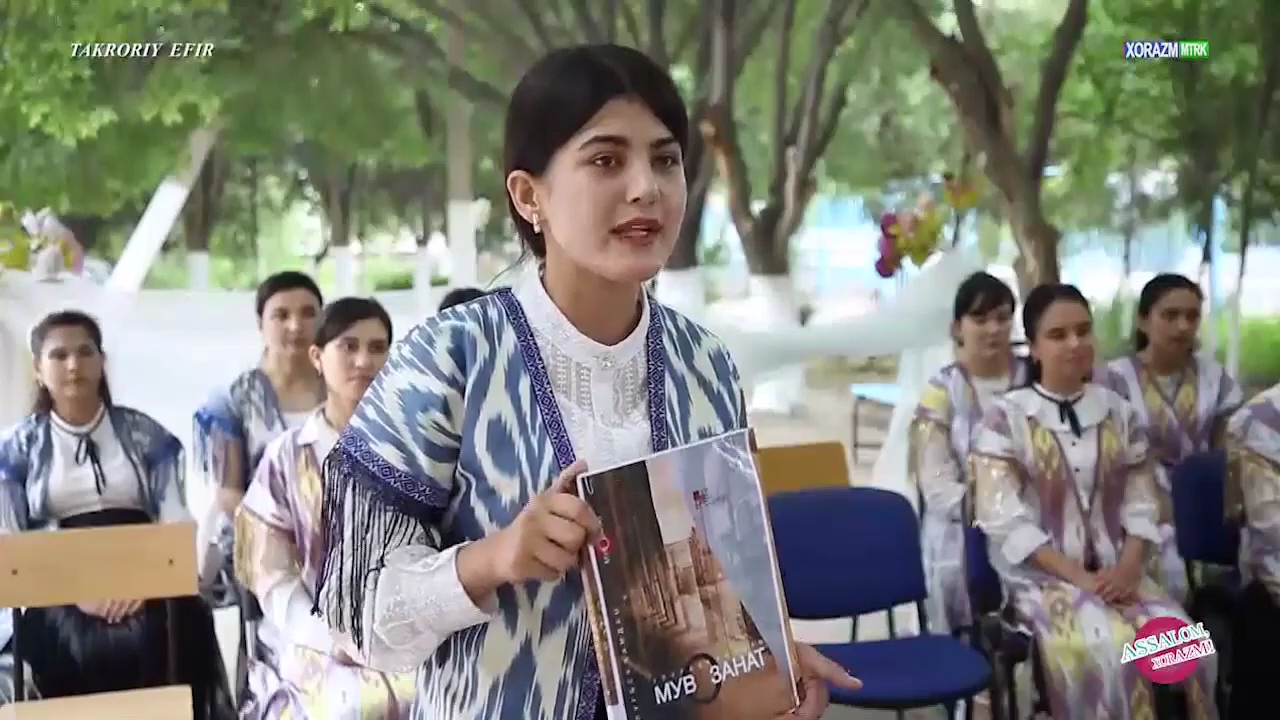 TAKRORIY EFIR
XORAZM MTRK
МУВ ЗАНАТ
ASSALOM,
XORAZM!